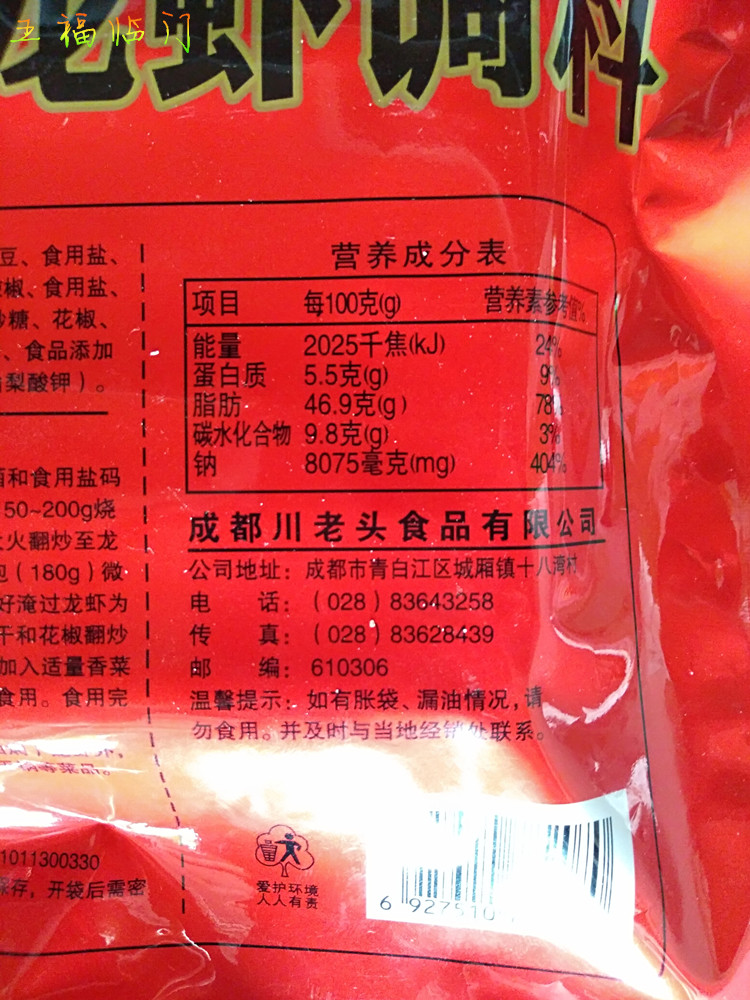 五福临门
龙虾调料
豆、食用盐、
椒、食用盐、
砂糖、花椒、
、食品添加
梨酸钾）。
和食用盐码
50~200g烧
火翻炒至龙
包（180g）微
好淹过龙虾为
干和花椒翻炒
加入适量香菜
食用。食用完
等菜品。
1011300330
保存，开袋后需密
营养成分表
项目 每100克(g) 营养素参考值%
能量 2025千焦(kJ) 24%
蛋白质 5.5克(g) 9%
脂肪 46.9克(g) 78%
碳水化合物 9.8克(g) 3%
钠 8075毫克(mg) 404%
成都川老头食品有限公司
公司地址：成都市青白江区城厢镇十八湾村
电 话：（028）83643258
传 真：（028）83628439
邮 编：610306
温馨提示：如有胀袋、漏油情况，请
勿食用。并及时与当地经销处联系。
爱护环境
人人有责
6 927510